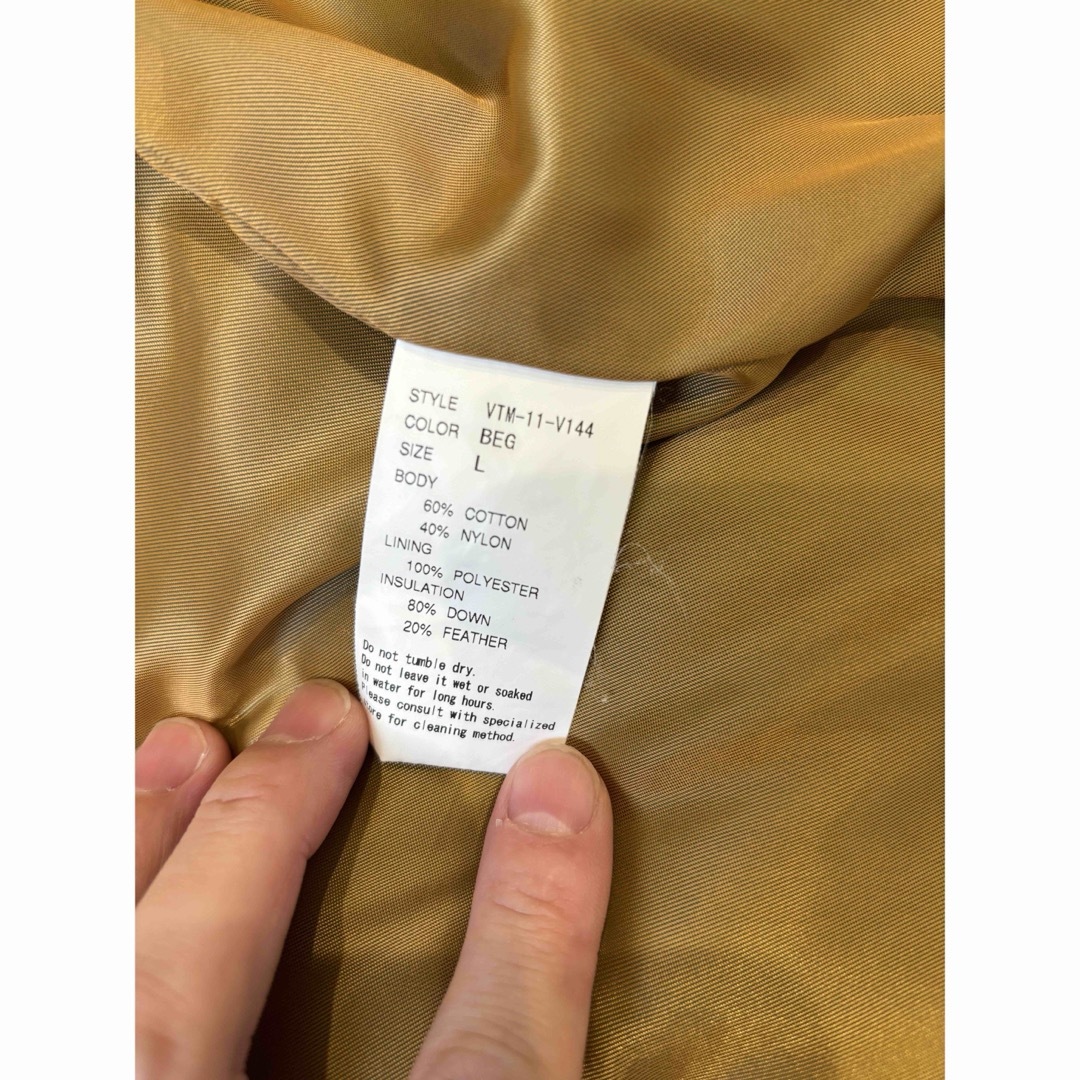 STYLE VTM-11-V144
COLOR BEG
SIZE L
BODY
60% COTTON
40% NYLON
LINING
100% POLYESTER
INSULATION
80% DOWN
20% FEATHER
Do not tumble dry.
Do not leave it wet or soaked
in water for long hours.
Please consult with specialized
store for cleaning method.